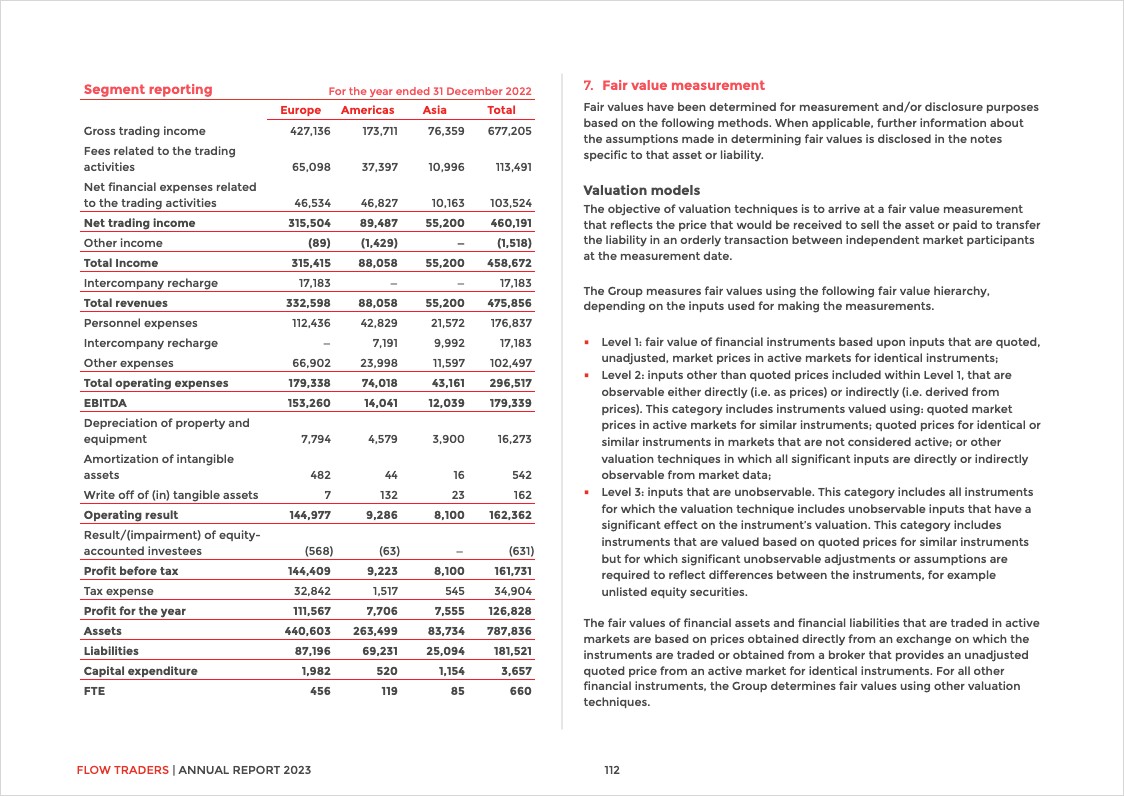 Segment reporting For the year ended 31 December 2022
Europe Americas Asia Total
Gross trading income 427,136 173,711 76,359 677,205
Fees related to the trading
activities 65,098 37,397 10,996 113,491
Net financial expenses related
to the trading activities 46,534 46,827 10,163 103,524
Net trading income 315,504 89,487 55,200 460,191
Other income (89) (1,429) — (1,518)
Total Income 315,415 88,058 55,200 458,672
Intercompany recharge 17,183 — — 17,183
Total revenues 332,598 88,058 55,200 475,856
Personnel expenses 112,436 42,829 21,572 176,837
Intercompany recharge — 7,191 9,992 17,183
Other expenses 66,902 23,998 11,597 102,497
Total operating expenses 179,338 74,018 43,161 296,517
EBITDA 153,260 14,041 12,039 179,339
Depreciation of property and
equipment 7,794 4,579 3,900 16,273
Amortization of intangible
assets 482 44 16 542
Write off of (in) tangible assets 7 132 23 162
Operating result 144,977 9,286 8,100 162,362
Result/(impairment) of equity-
accounted investees (568) (63) — (631)
Profit before tax 144,409 9,223 8,100 161,731
Tax expense 32,842 1,517 545 34,904
Profit for the year 111,567 7,706 7,555 126,828
Assets 440,603 263,499 83,734 787,836
Liabilities 87,196 69,231 25,094 181,521
Capital expenditure 1,982 520 1,154 3,657
FTE 456 119 85 660
7. Fair value measurement
Fair values have been determined for measurement and/or disclosure purposes
based on the following methods. When applicable, further information about
the assumptions made in determining fair values is disclosed in the notes
specific to that asset or liability.
Valuation models
The objective of valuation techniques is to arrive at a fair value measurement
that reflects the price that would be received to sell the asset or paid to transfer
the liability in an orderly transaction between independent market participants
at the measurement date.
The Group measures fair values using the following fair value hierarchy,
depending on the inputs used for making the measurements.
▪ Level 1: fair value of financial instruments based upon inputs that are quoted,
unadjusted, market prices in active markets for identical instruments;
▪ Level 2: inputs other than quoted prices included within Level 1, that are
observable either directly (i.e. as prices) or indirectly (i.e. derived from
prices). This category includes instruments valued using: quoted market
prices in active markets for similar instruments; quoted prices for identical or
similar instruments in markets that are not considered active; or other
valuation techniques in which all significant inputs are directly or indirectly
observable from market data;
▪ Level 3: inputs that are unobservable. This category includes all instruments
for which the valuation technique includes unobservable inputs that have a
significant effect on the instrument's valuation. This category includes
instruments that are valued based on quoted prices for similar instruments
but for which significant unobservable adjustments or assumptions are
required to reflect differences between the instruments, for example
unlisted equity securities.
The fair values of financial assets and financial liabilities that are traded in active
markets are based on prices obtained directly from an exchange on which the
instruments are traded or obtained from a broker that provides an unadjusted
quoted price from an active market for identical instruments. For all other
financial instruments, the Group determines fair values using other valuation
techniques.
FLOW TRADERS | ANNUAL REPORT 2023 112